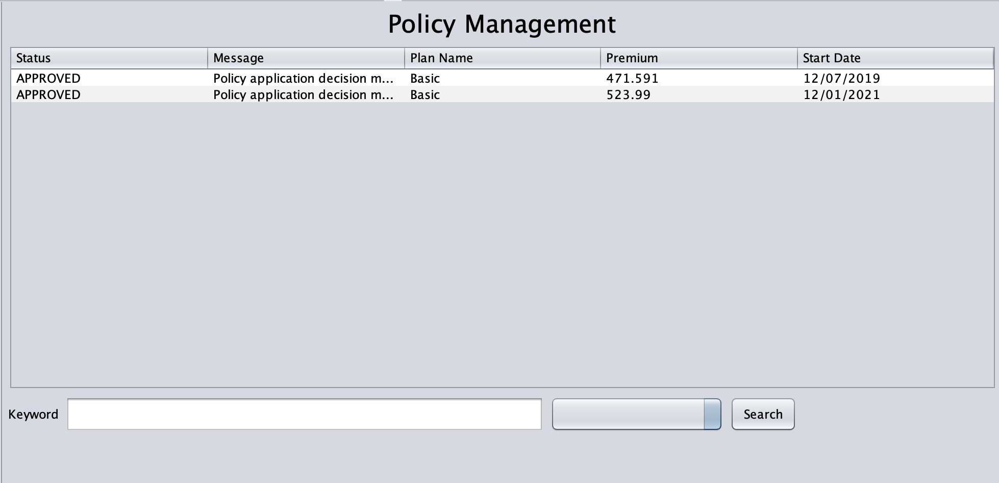 Policy Management
Status Message Plan Name Premium Start Date
APPROVED Policy application decision m... Basic 471.591 12/07/2019
APPROVED Policy application decision m... Basic 523.99 12/01/2021
Keyword Search